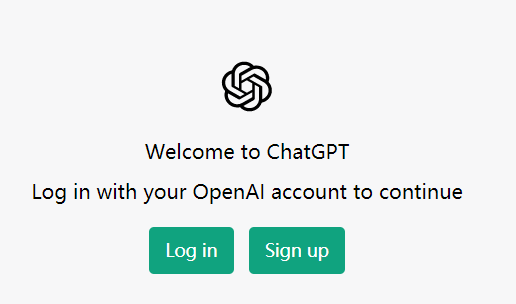 Welcome to ChatGPT
Log in with your OpenAI account to continue
Log in Sign up